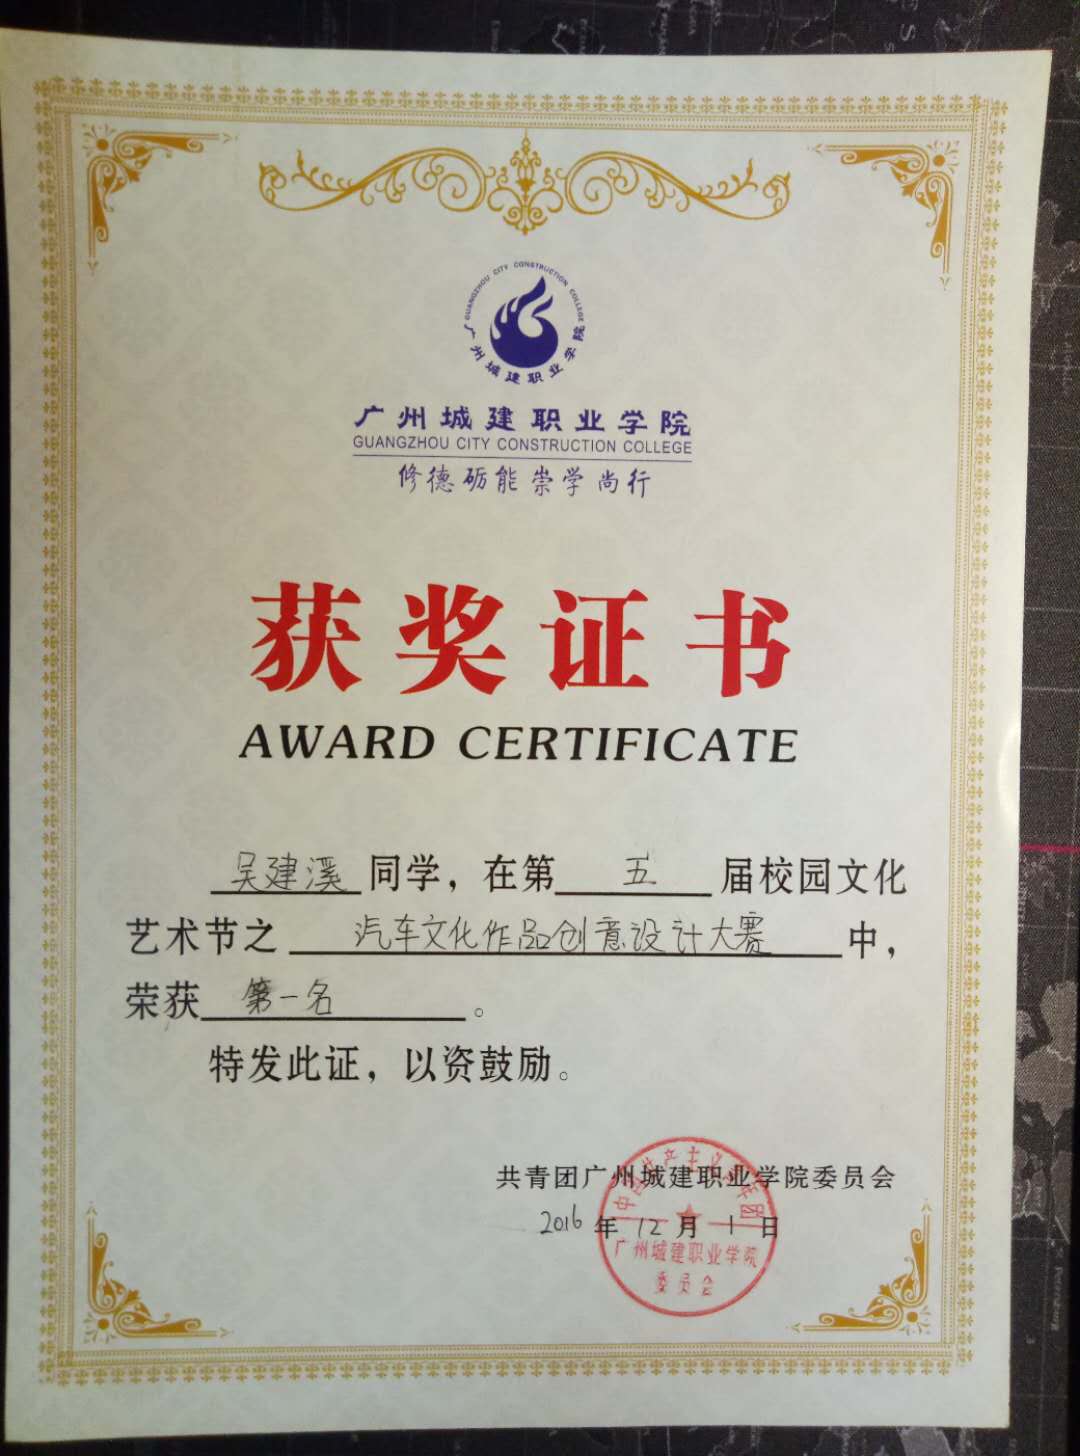 GUANGZHOU CITY CONSTRUCTION COLLEGE
广州城建职业学院
广州城建职业学院
GUANGZHOU CITY CONSTRUCTION COLLEGE
修德砺能崇学尚行
获奖证书
AWARD CERTIFICATE
吴建溪同学，在第五届校园文化
艺术节之汽车文化作品创意设计大赛中，
荣获第一名。
特发此证，以资鼓励。
共青团广州城建职业学院委员会
2016年12月1日
中国共产主义青年团
广州城建职业学院
委员会